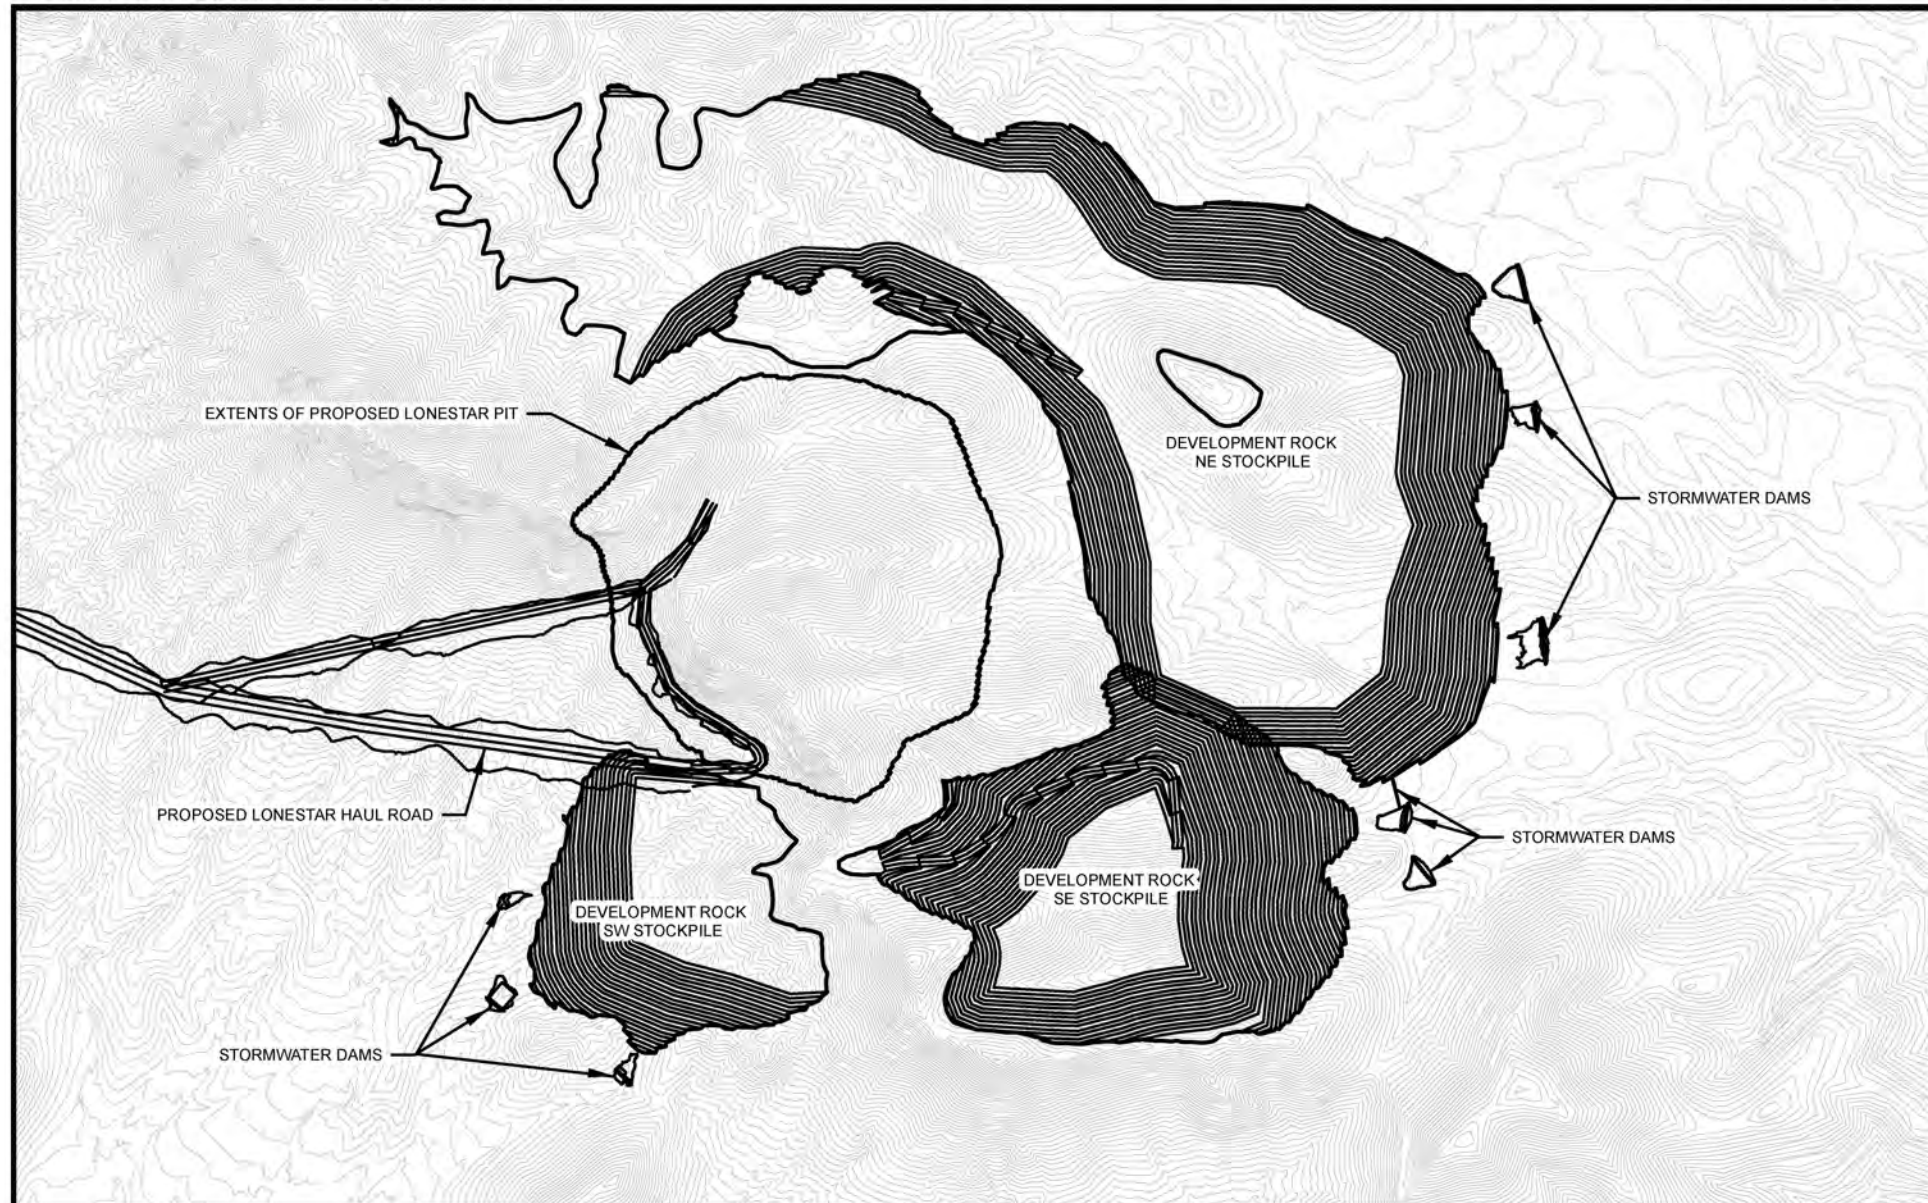 EXTENTS OF PROPOSED LONESTAR PIT
DEVELOPMENT ROCK
NE STOCKPILE
STORMWATER DAMS
PROPOSED LONESTAR HAUL ROAD
STORMWATER DAMS
DEVELOPMENT ROCK
SE STOCKPILE
DEVELOPMENT ROCK
SW STOCKPILE
STORMWATER DAMS